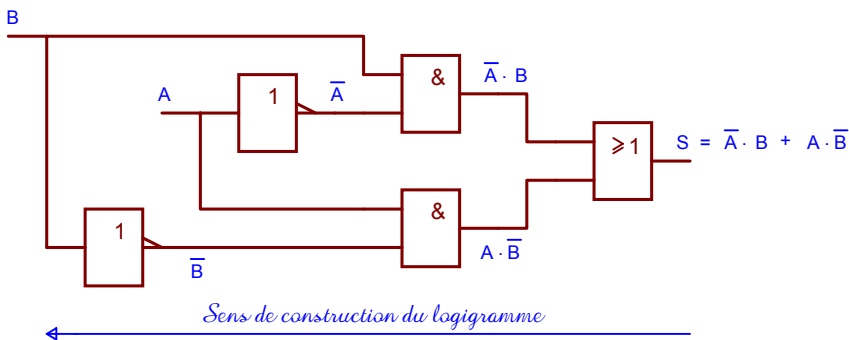 B
A
1
A̅
&
A̅ · B
⩾1
S = A̅ · B + A · B̅
1
B̅
&
A · B̅
Sens de construction du logigramme